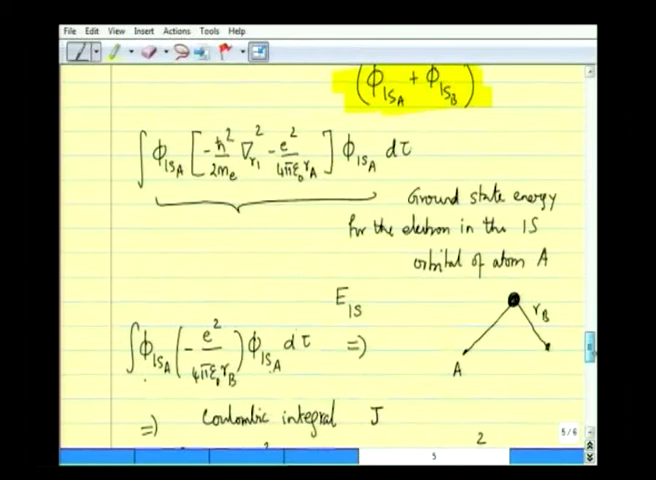 File Edit View Insert Actions Tools Help
(Φ1SA + Φ1SB)
∫ Φ1SA [ -ħ²/2me ∇²r1 - e²/4πε0rA ] Φ1SA dτ
Ground state energy
for the electron in the 1S
orbital of atom A
E1S
rB
∫ Φ1SA ( - e²/4πε0rB ) Φ1SA dτ ⇒
A
⇒ Coulombic integral J
2 2
5/6
5